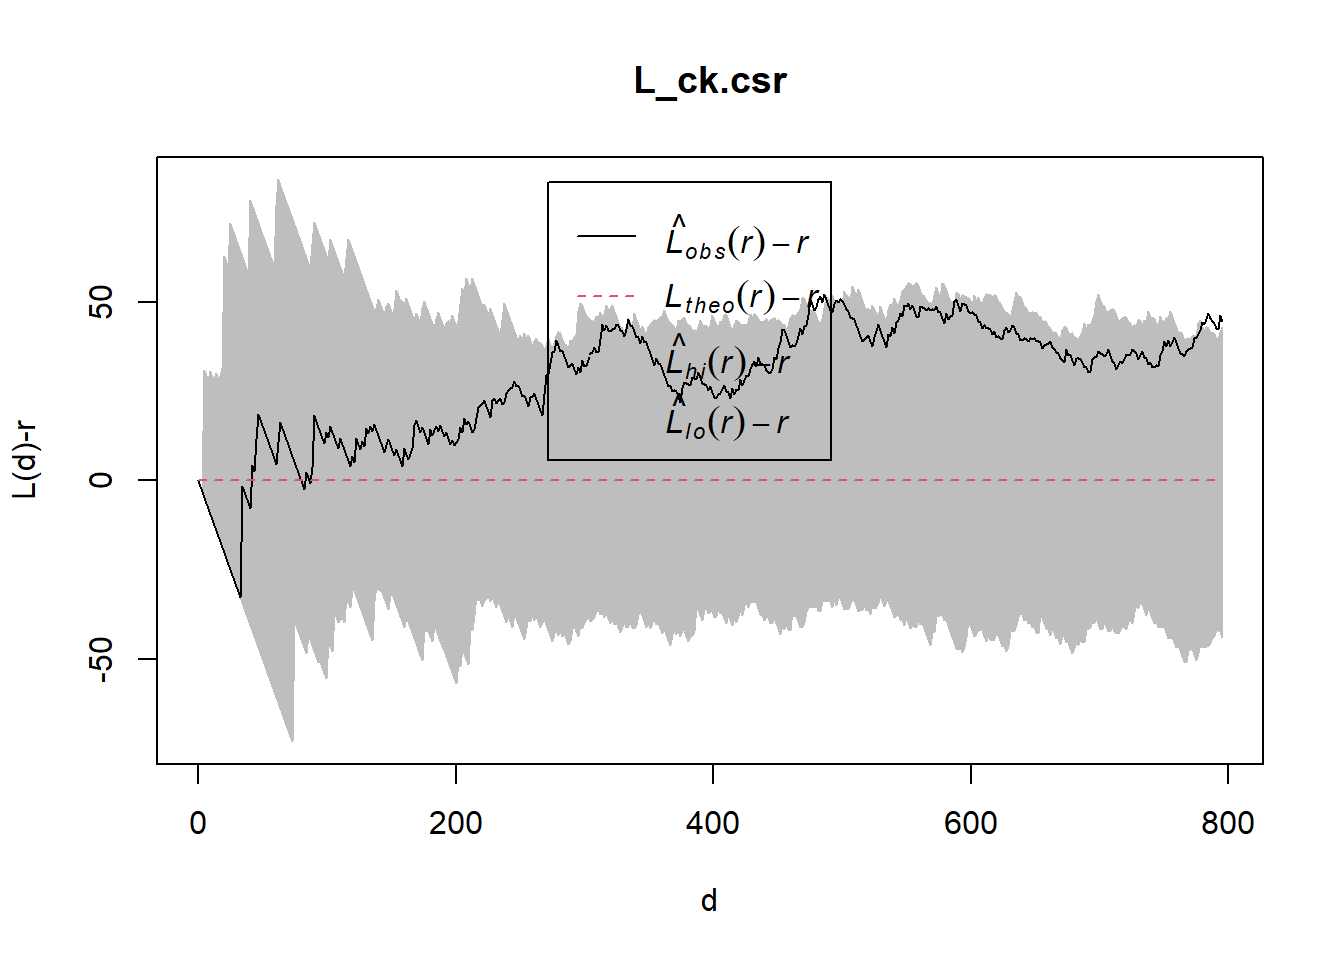 L_ck.csr
L̂obs(r) – r
Ltheo(r) – r
L̂hi(r) – r
L̂lo(r) – r
L(d)-r
50
0
-50
0 200 400 600 800
d